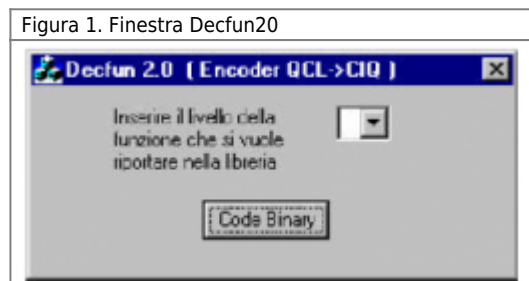 Figura 1. Finestra Decfun20
Decfun 2.0 ( Encoder QCL->CIQ )
Inserire il livello della
funzione che si vuole
riportare nella libreria
Code Binary